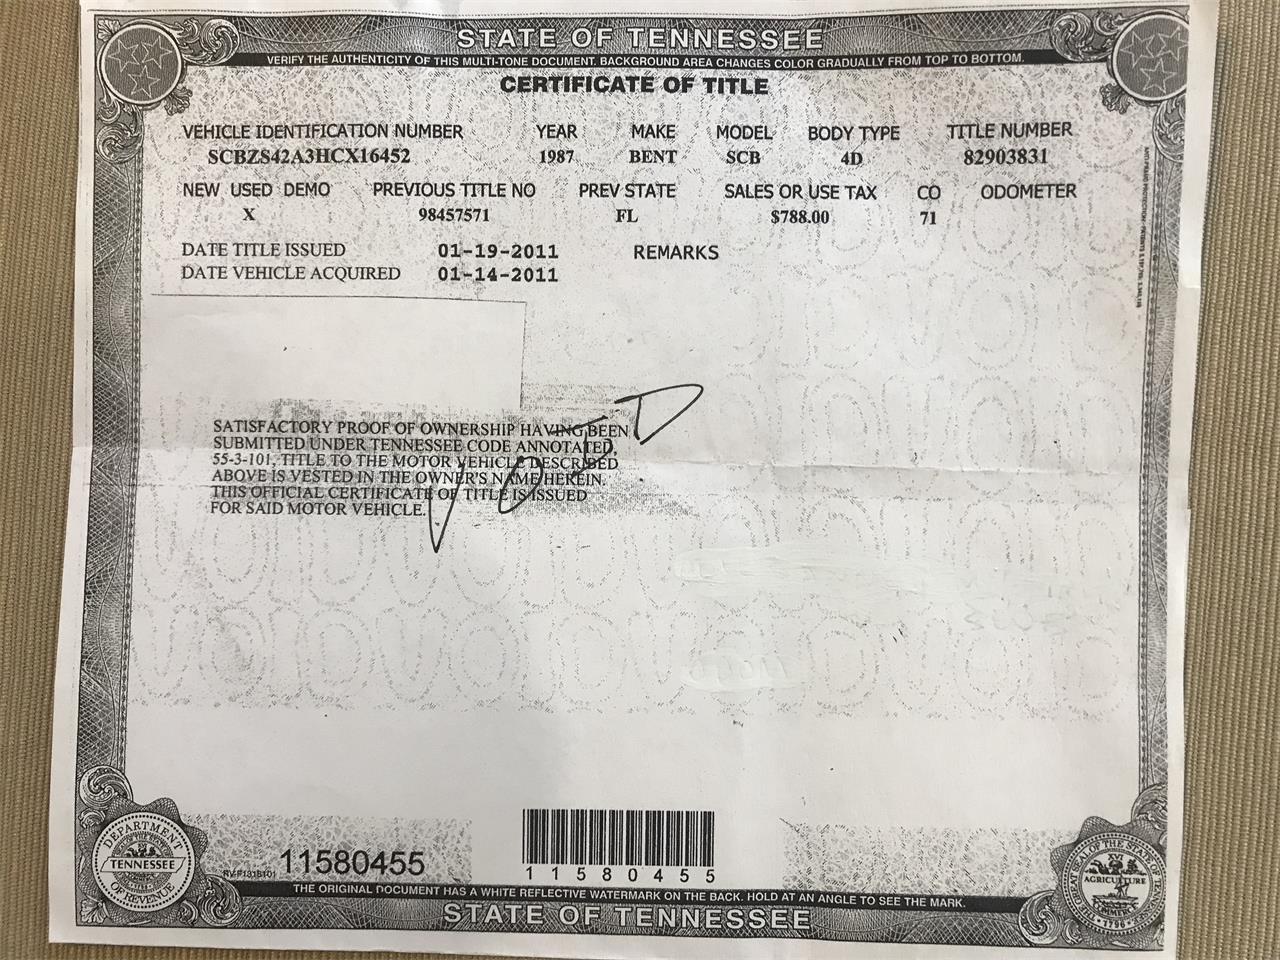 STATE OF TENNESSEE
VERIFY THE AUTHENTICITY OF THIS MULTI-TONE DOCUMENT. BACKGROUND AREA CHANGES COLOR GRADUALLY FROM TOP TO BOTTOM.
CERTIFICATE OF TITLE
VEHICLE IDENTIFICATION NUMBER YEAR MAKE MODEL BODY TYPE TITLE NUMBER
SCBZS42A3HCX16452 1987 BENT SCB 4D 82903831
NEW USED DEMO PREVIOUS TITLE NO PREV STATE SALES OR USE TAX CO ODOMETER
X 98457571 FL $788.00 71
DATE TITLE ISSUED 01-19-2011 REMARKS
DATE VEHICLE ACQUIRED 01-14-2011
SATISFACTORY PROOF OF OWNERSHIP HAVING BEEN
SUBMITTED UNDER TENNESSEE CODE ANNOTATED,
55-3-101, TITLE TO THE MOTOR VEHICLE DESCRIBED
ABOVE IS VESTED IN THE OWNER'S NAME HEREIN.
THIS OFFICIAL CERTIFICATE OF TITLE IS ISSUED
FOR SAID MOTOR VEHICLE.
VOID
DEPARTMENT
TENNESSEE
OF REVENUE
11580455
11580455
AGRICULTURE
COMMERCE
THE ORIGINAL DOCUMENT HAS A WHITE REFLECTIVE WATERMARK ON THE BACK. HOLD AT AN ANGLE TO SEE THE MARK.
STATE OF TENNESSEE